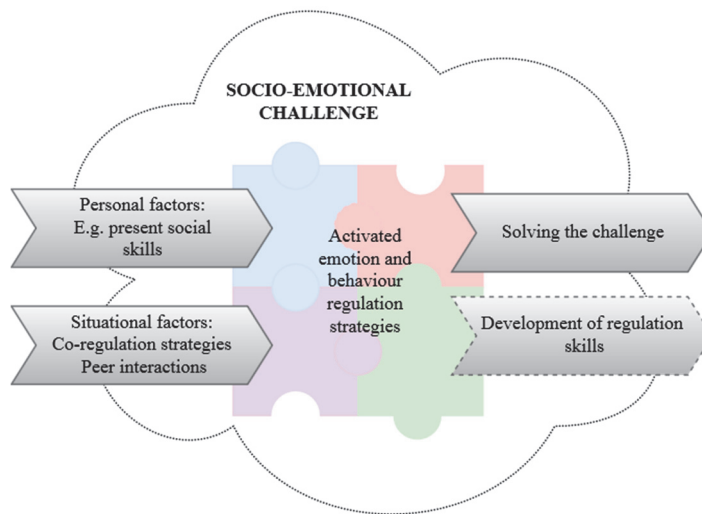 SOCIO-EMOTIONAL
CHALLENGE
Personal factors:
E.g. present social
skills
Situational factors:
Co-regulation strategies
Peer interactions
Activated
emotion and
behaviour
regulation
strategies
Solving the challenge
Development of regulation
skills